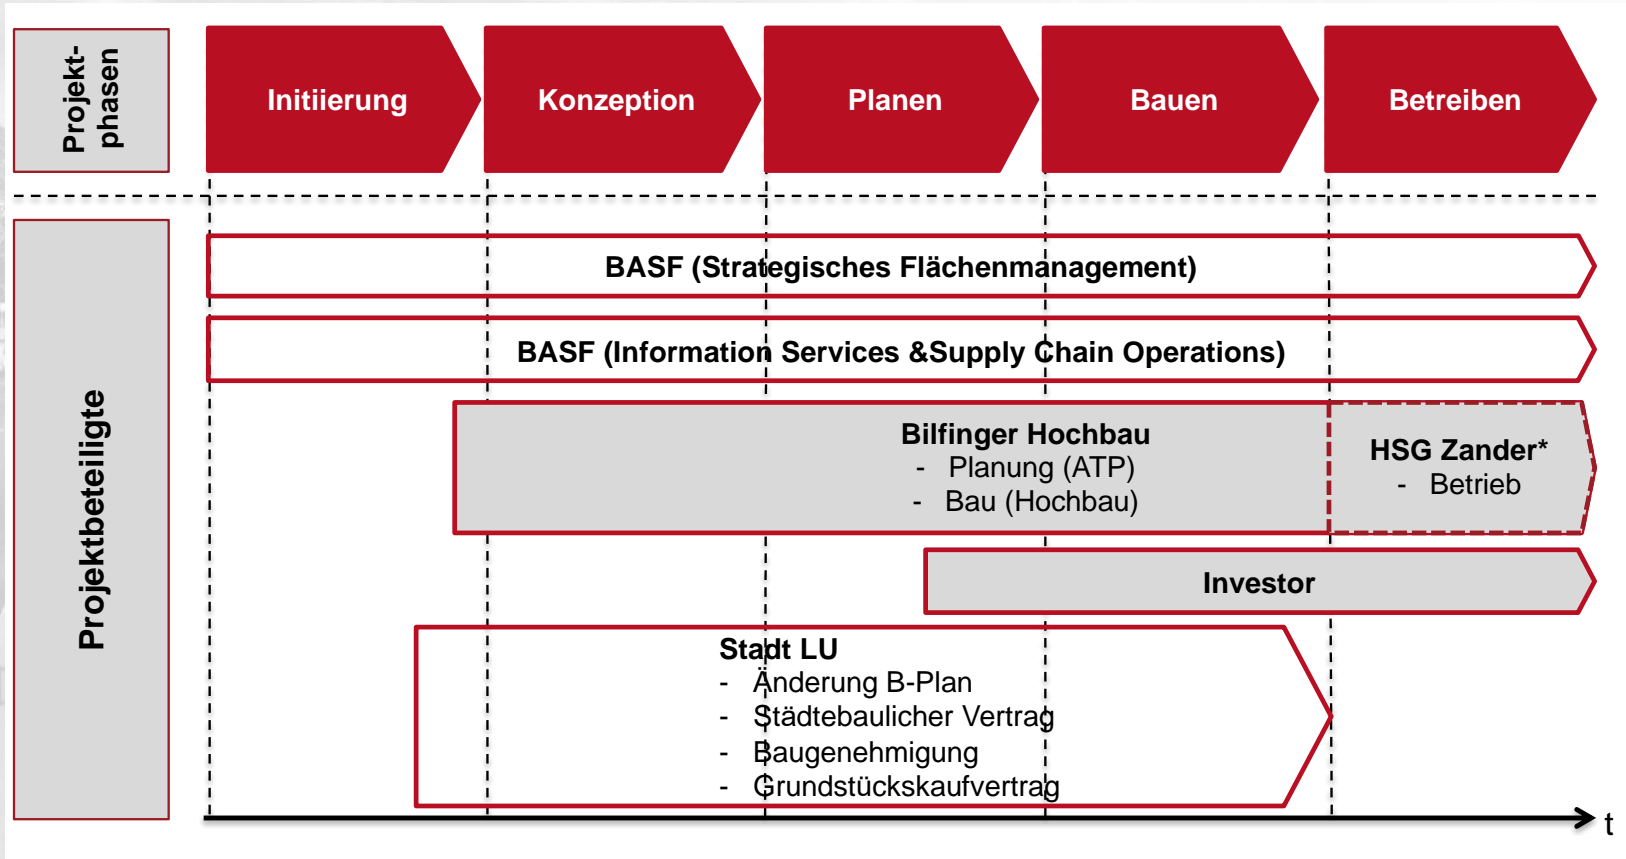 Projekt-
phasen
Initiierung
Konzeption
Planen
Bauen
Betreiben
Projektbeteiligte
BASF (Strategisches Flächenmanagement)
BASF (Information Services &Supply Chain Operations)
Bilfinger Hochbau
- Planung (ATP)
- Bau (Hochbau)
HSG Zander*
- Betrieb
Investor
Stadt LU
- Änderung B-Plan
- Städtebaulicher Vertrag
- Baugenehmigung
- Grundstückskaufvertrag
t